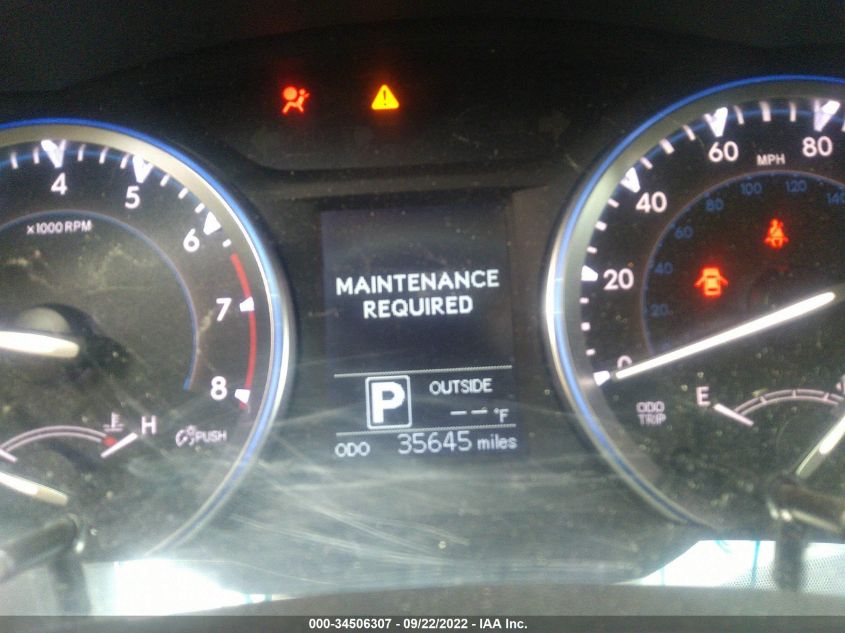 4
5
6
7
8
x1000 RPM
H
PUSH
MAINTENANCE
REQUIRED
P
OUTSIDE
-- °F
ODO 35645 miles
0
20
40
60
80
MPH
20
40
60
80
100
120
140
ODO
TRIP
E
000-34506307 - 09/22/2022 - IAA Inc.